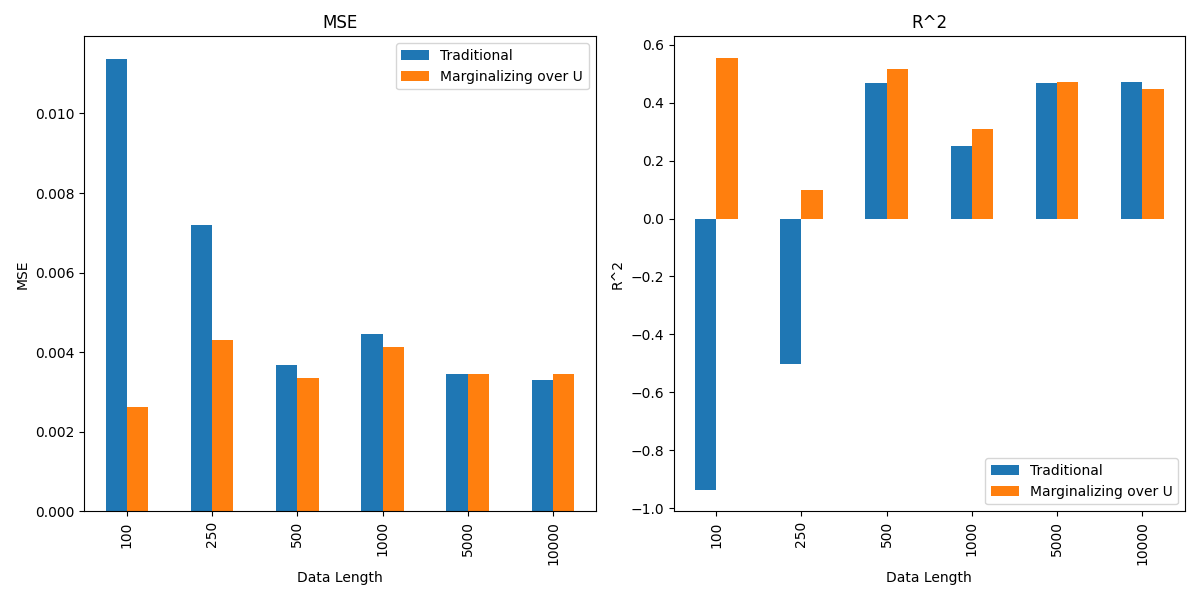 MSE
Traditional
Marginalizing over U
MSE
0.010
0.008
0.006
0.004
0.002
0.000
100
250
500
1000
5000
10000
Data Length
R^2
R^2
0.6
0.4
0.2
0.0
−0.2
−0.4
−0.6
−0.8
−1.0
Traditional
Marginalizing over U
100
250
500
1000
5000
10000
Data Length